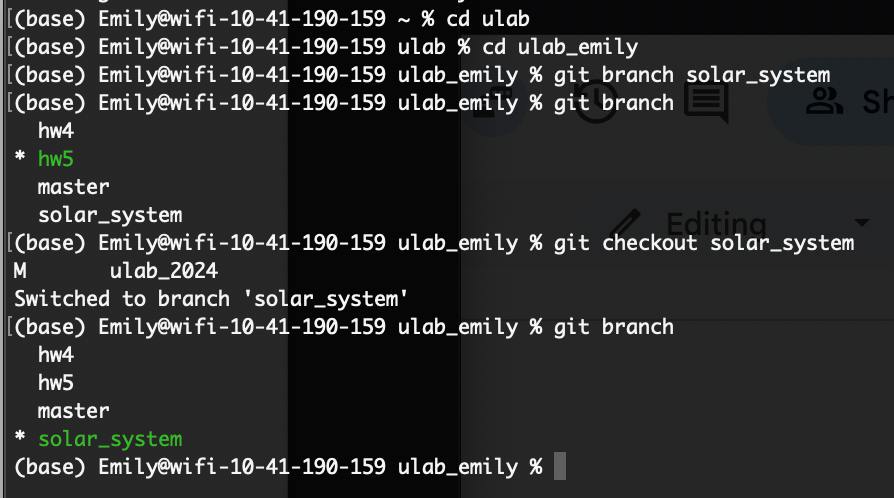 (base) Emily@wifi-10-41-190-159 ~ % cd ulab
(base) Emily@wifi-10-41-190-159 ulab % cd ulab_emily
(base) Emily@wifi-10-41-190-159 ulab_emily % git branch solar_system
(base) Emily@wifi-10-41-190-159 ulab_emily % git branch
hw4
* hw5
master
solar_system
Editing
(base) Emily@wifi-10-41-190-159 ulab_emily % git checkout solar_system
M ulab_2024
Switched to branch 'solar_system'
(base) Emily@wifi-10-41-190-159 ulab_emily % git branch
hw4
hw5
master
* solar_system
(base) Emily@wifi-10-41-190-159 ulab_emily %